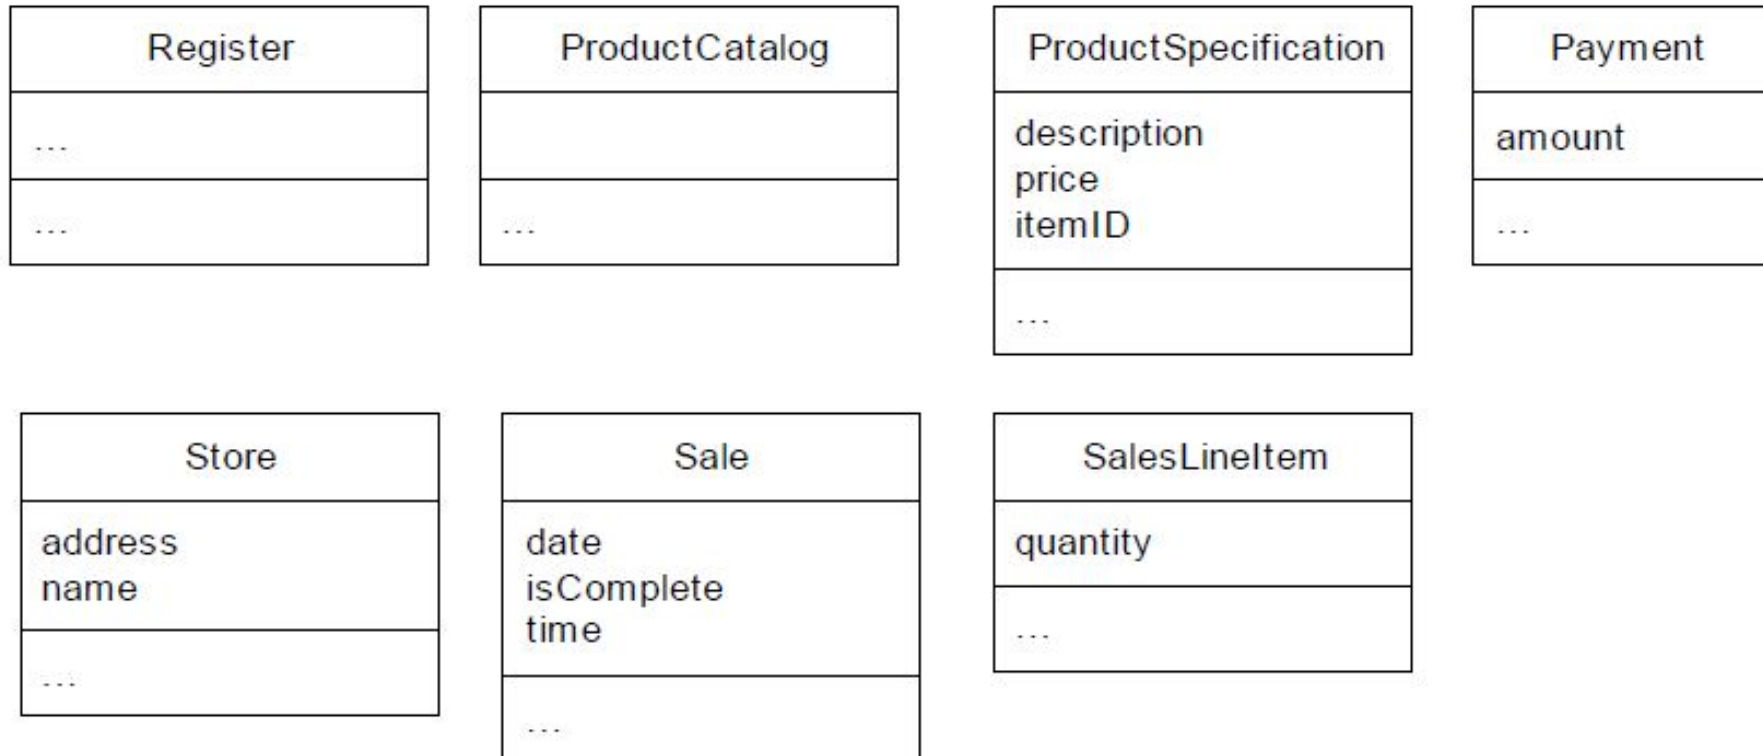 Register
...
...
ProductCatalog
...
ProductSpecification
description
price
itemID
...
Payment
amount
...
Store
address
name
...
Sale
date
isComplete
time
...
SalesLineItem
quantity
...